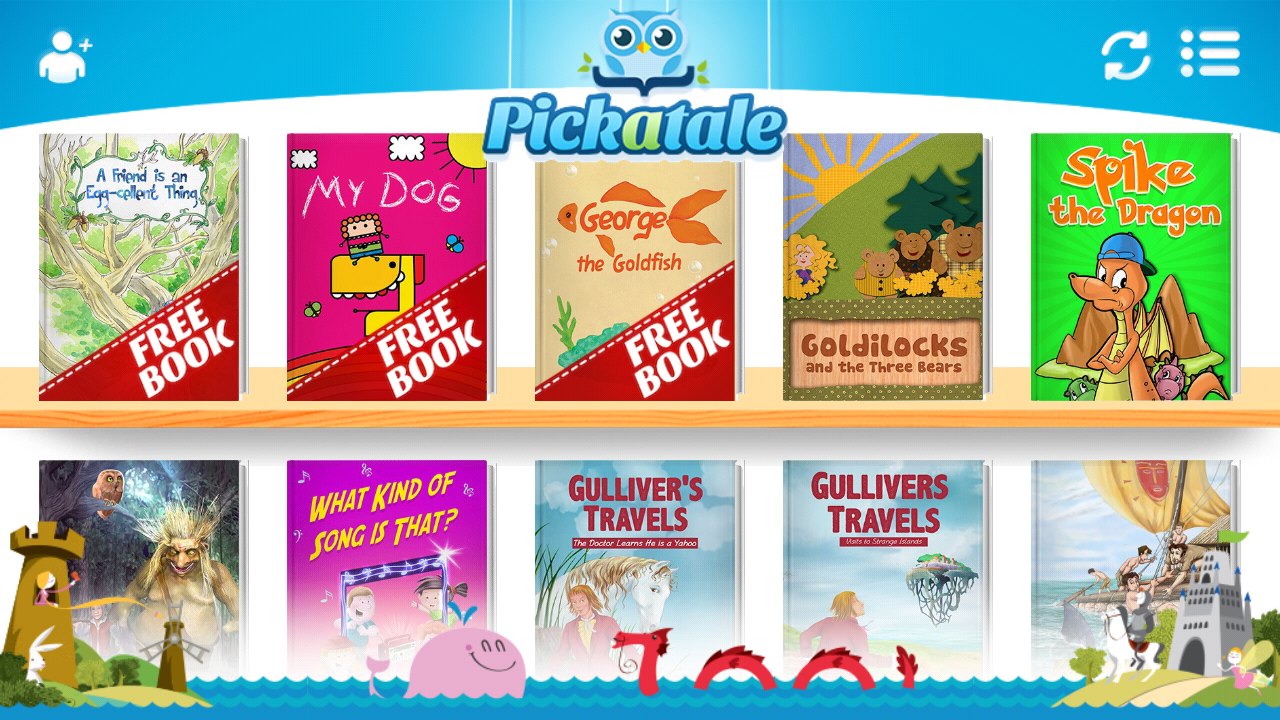 Pickatale
A Friend is an
Egg-cellent Thing
FREE
BOOK
MY DOG
FREE
BOOK
George
the Goldfish
FREE
BOOK
Goldilocks
and the Three Bears
Spike
the Dragon
WHAT KIND OF
SONG IS THAT?
GULLIVER'S
TRAVELS
The Doctor Learns He is a Yahoo
GULLIVERS
TRAVELS
Visits to Strange Islands